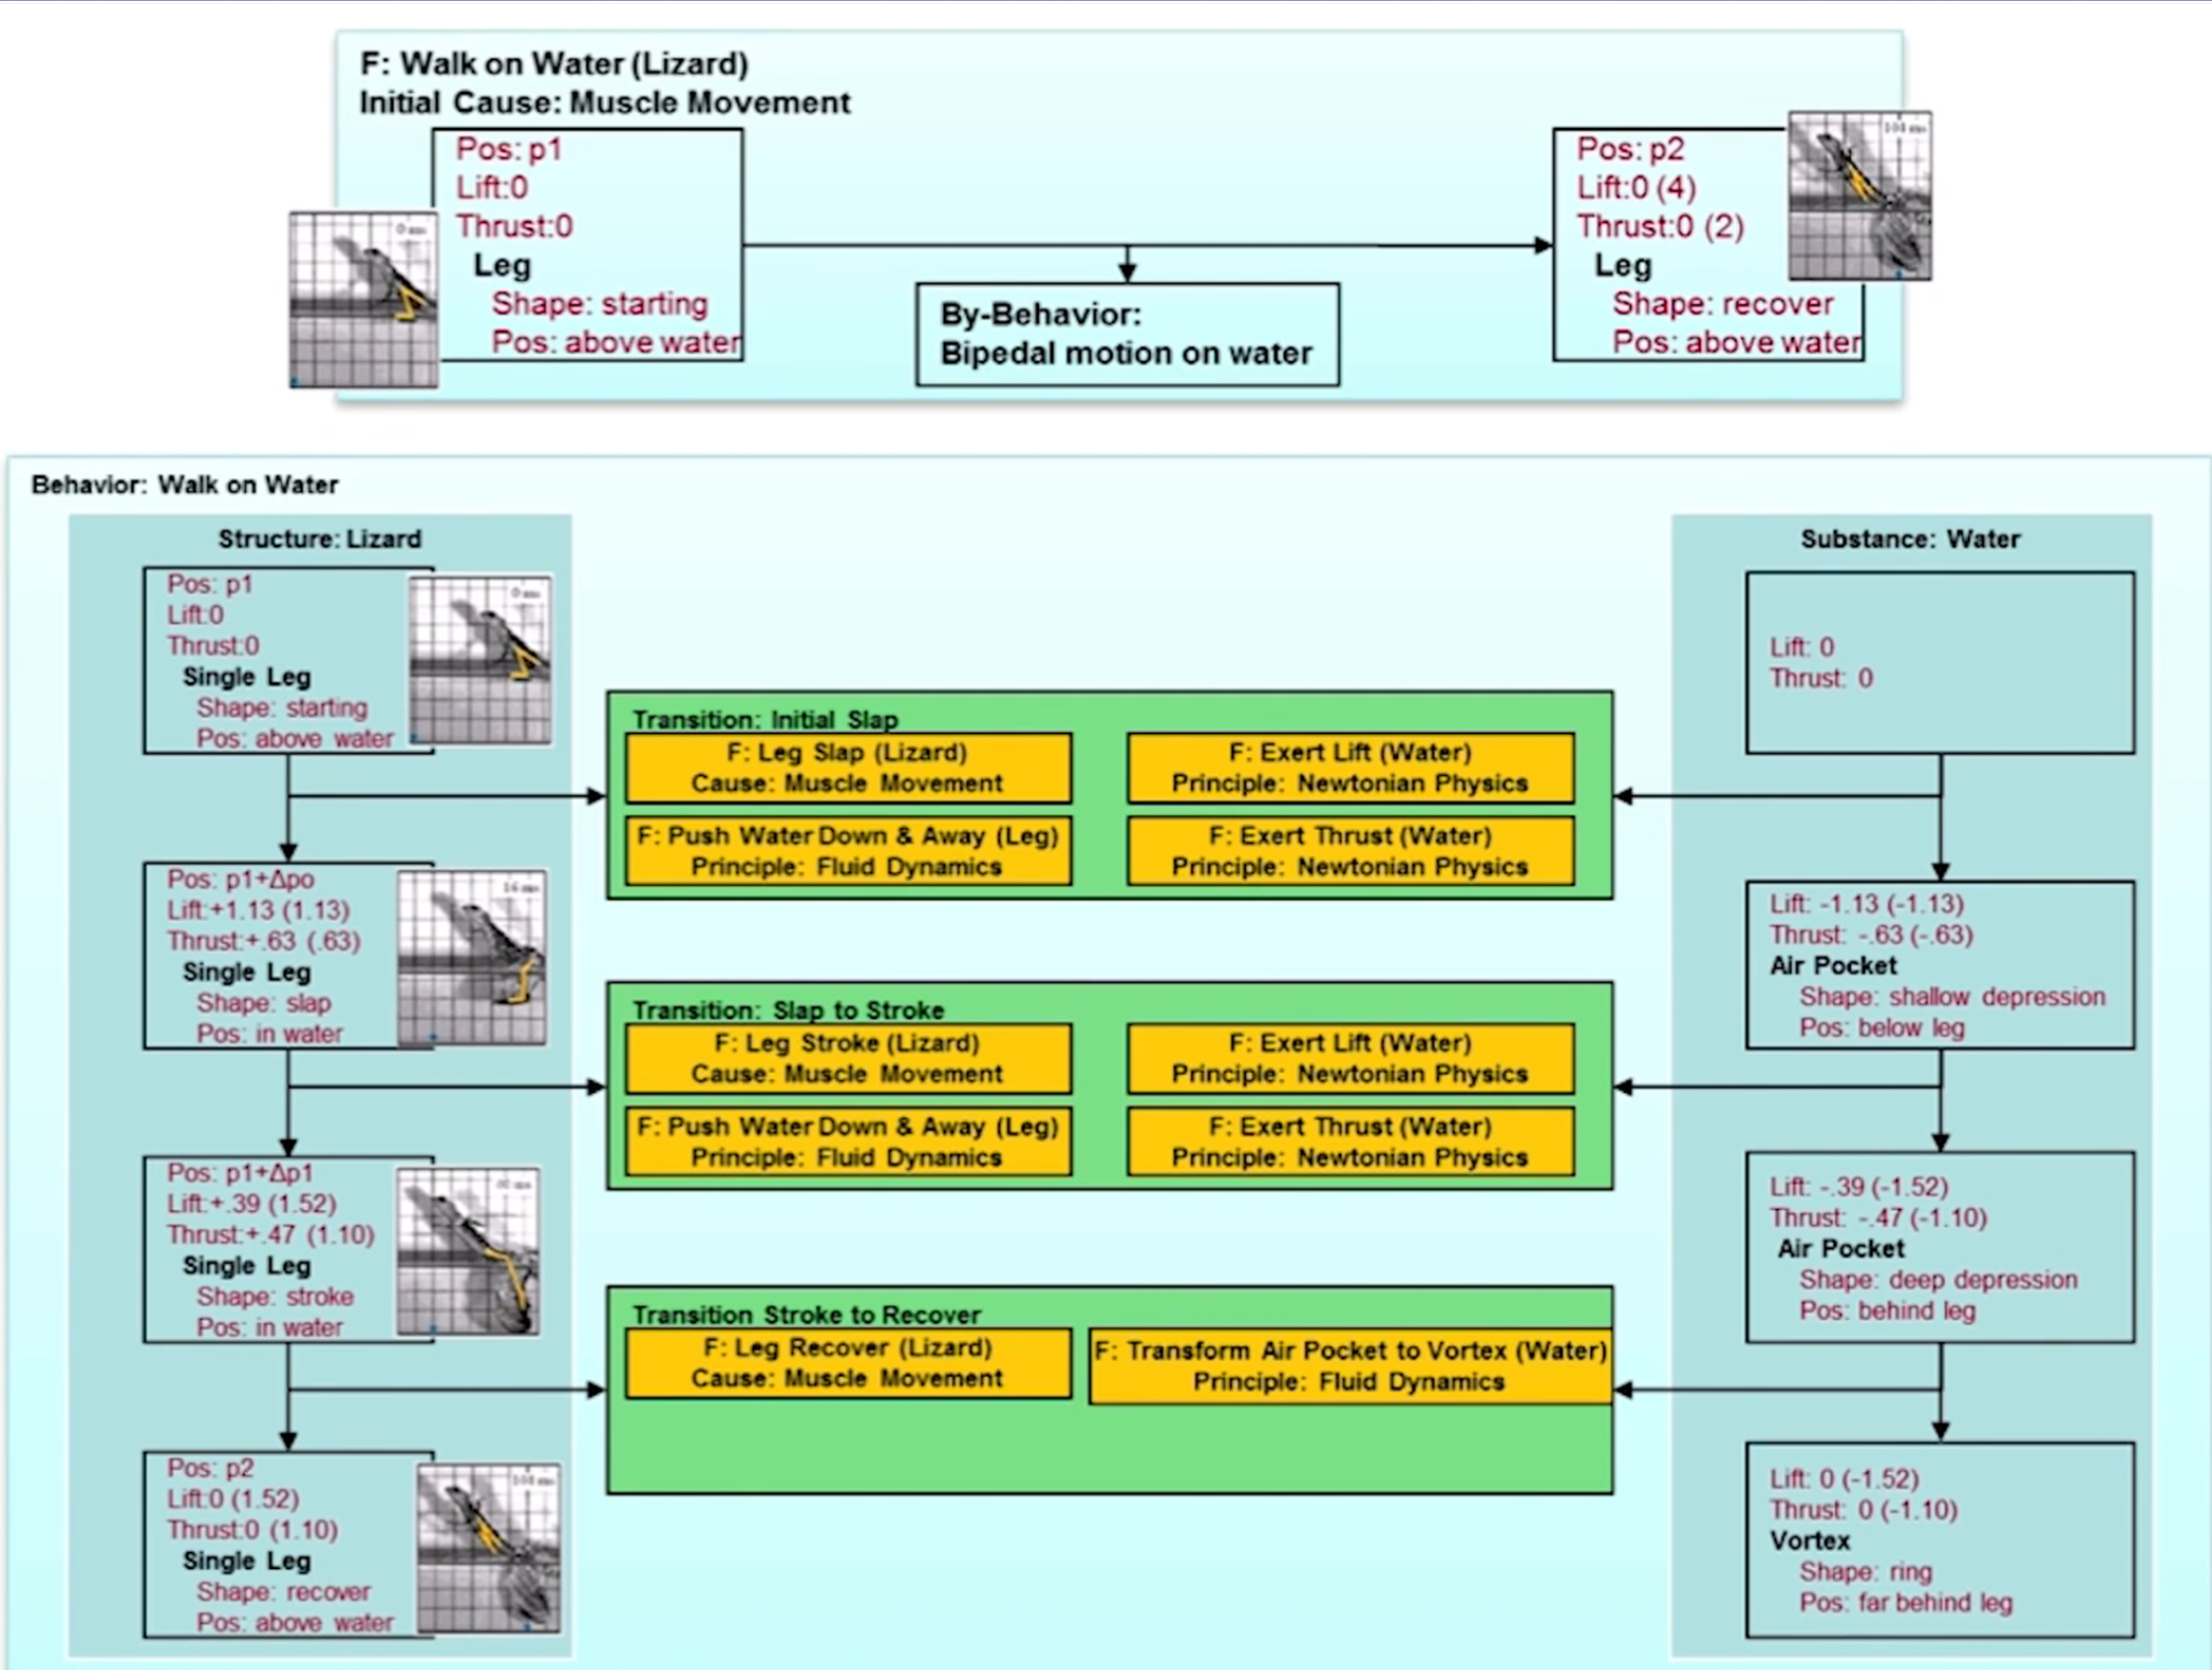 F: Walk on Water (Lizard)
Initial Cause: Muscle Movement
Pos: p1
Lift:0
Thrust:0
Leg
Shape: starting
Pos: above water
0 ms
By-Behavior:
Bipedal motion on water
Pos: p2
Lift:0 (4)
Thrust:0 (2)
Leg
Shape: recover
Pos: above water
Behavior: Walk on Water
Structure: Lizard
Pos: p1
Lift:0
Thrust:0
Single Leg
Shape: starting
Pos: above water
0 ms
Pos: p1+Δpo
Lift:+1.13 (1.13)
Thrust:+.63 (.63)
Single Leg
Shape: slap
Pos: in water
Pos: p1+Δp1
Lift:+.39 (1.52)
Thrust:+.47 (1.10)
Single Leg
Shape: stroke
Pos: in water
Pos: p2
Lift:0 (1.52)
Thrust:0 (1.10)
Single Leg
Shape: recover
Pos: above water
Transition: Initial Slap
F: Leg Slap (Lizard)
Cause: Muscle Movement
F: Exert Lift (Water)
Principle: Newtonian Physics
F: Push Water Down & Away (Leg)
Principle: Fluid Dynamics
F: Exert Thrust (Water)
Principle: Newtonian Physics
Transition: Slap to Stroke
F: Leg Stroke (Lizard)
Cause: Muscle Movement
F: Exert Lift (Water)
Principle: Newtonian Physics
F: Push Water Down & Away (Leg)
Principle: Fluid Dynamics
F: Exert Thrust (Water)
Principle: Newtonian Physics
Transition Stroke to Recover
F: Leg Recover (Lizard)
Cause: Muscle Movement
F: Transform Air Pocket to Vortex (Water)
Principle: Fluid Dynamics
Substance: Water
Lift: 0
Thrust: 0
Lift: -1.13 (-1.13)
Thrust: -.63 (-.63)
Air Pocket
Shape: shallow depression
Pos: below leg
Lift: -.39 (-1.52)
Thrust: -.47 (-1.10)
Air Pocket
Shape: deep depression
Pos: behind leg
Lift: 0 (-1.52)
Thrust: 0 (-1.10)
Vortex
Shape: ring
Pos: far behind leg